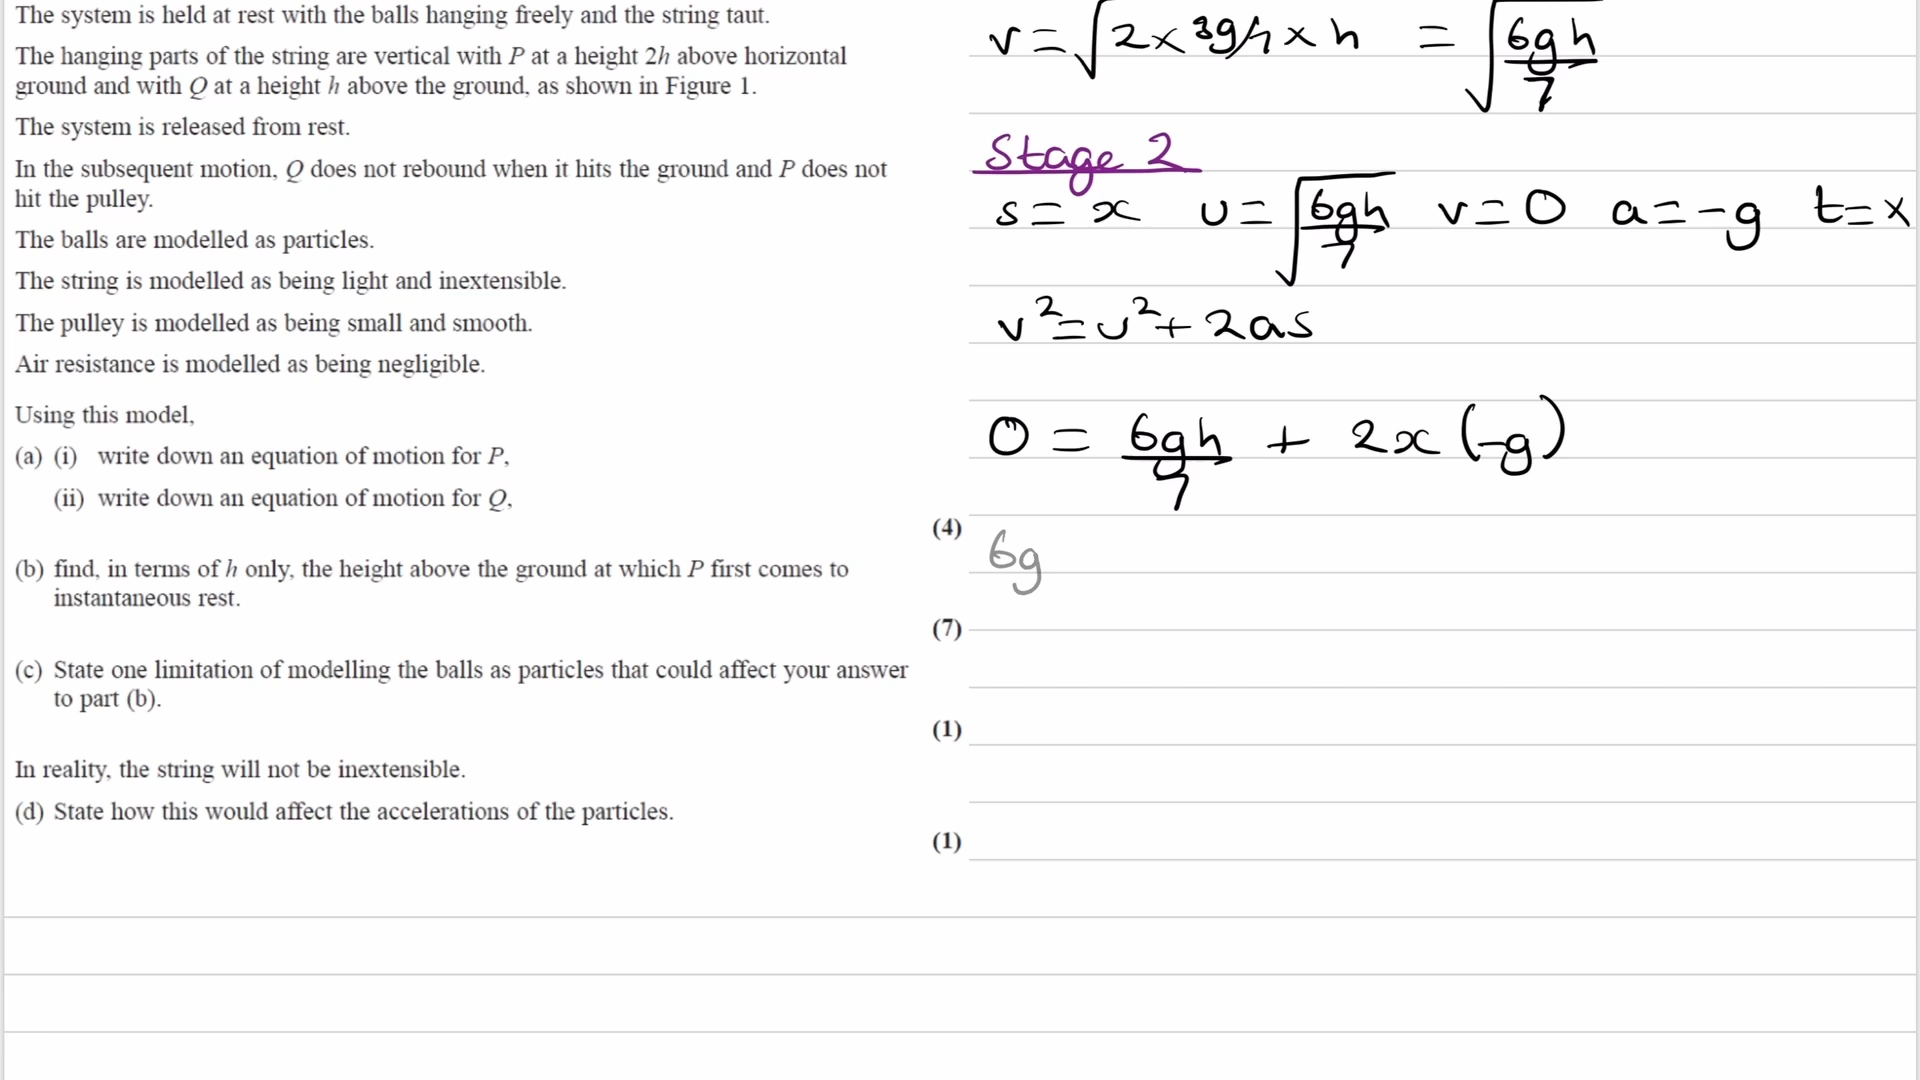 The system is held at rest with the balls hanging freely and the string taut.
The hanging parts of the string are vertical with P at a height 2h above horizontal
ground and with Q at a height h above the ground, as shown in Figure 1.
The system is released from rest.
In the subsequent motion, Q does not rebound when it hits the ground and P does not
hit the pulley.
The balls are modelled as particles.
The string is modelled as being light and inextensible.
The pulley is modelled as being small and smooth.
Air resistance is modelled as being negligible.
Using this model,
(a) (i) write down an equation of motion for P,
(ii) write down an equation of motion for Q,
(4)
(b) find, in terms of h only, the height above the ground at which P first comes to
instantaneous rest.
(7)
(c) State one limitation of modelling the balls as particles that could affect your answer
to part (b).
(1)
In reality, the string will not be inextensible.
(d) State how this would affect the accelerations of the particles.
(1)
v = √2 × 3g/7 × h = √6gh/7
Stage 2
s = x u = √6gh/7 v = 0 a = -g t = x
v² = u² + 2as
0 = 6gh/7 + 2x(-g)
6g